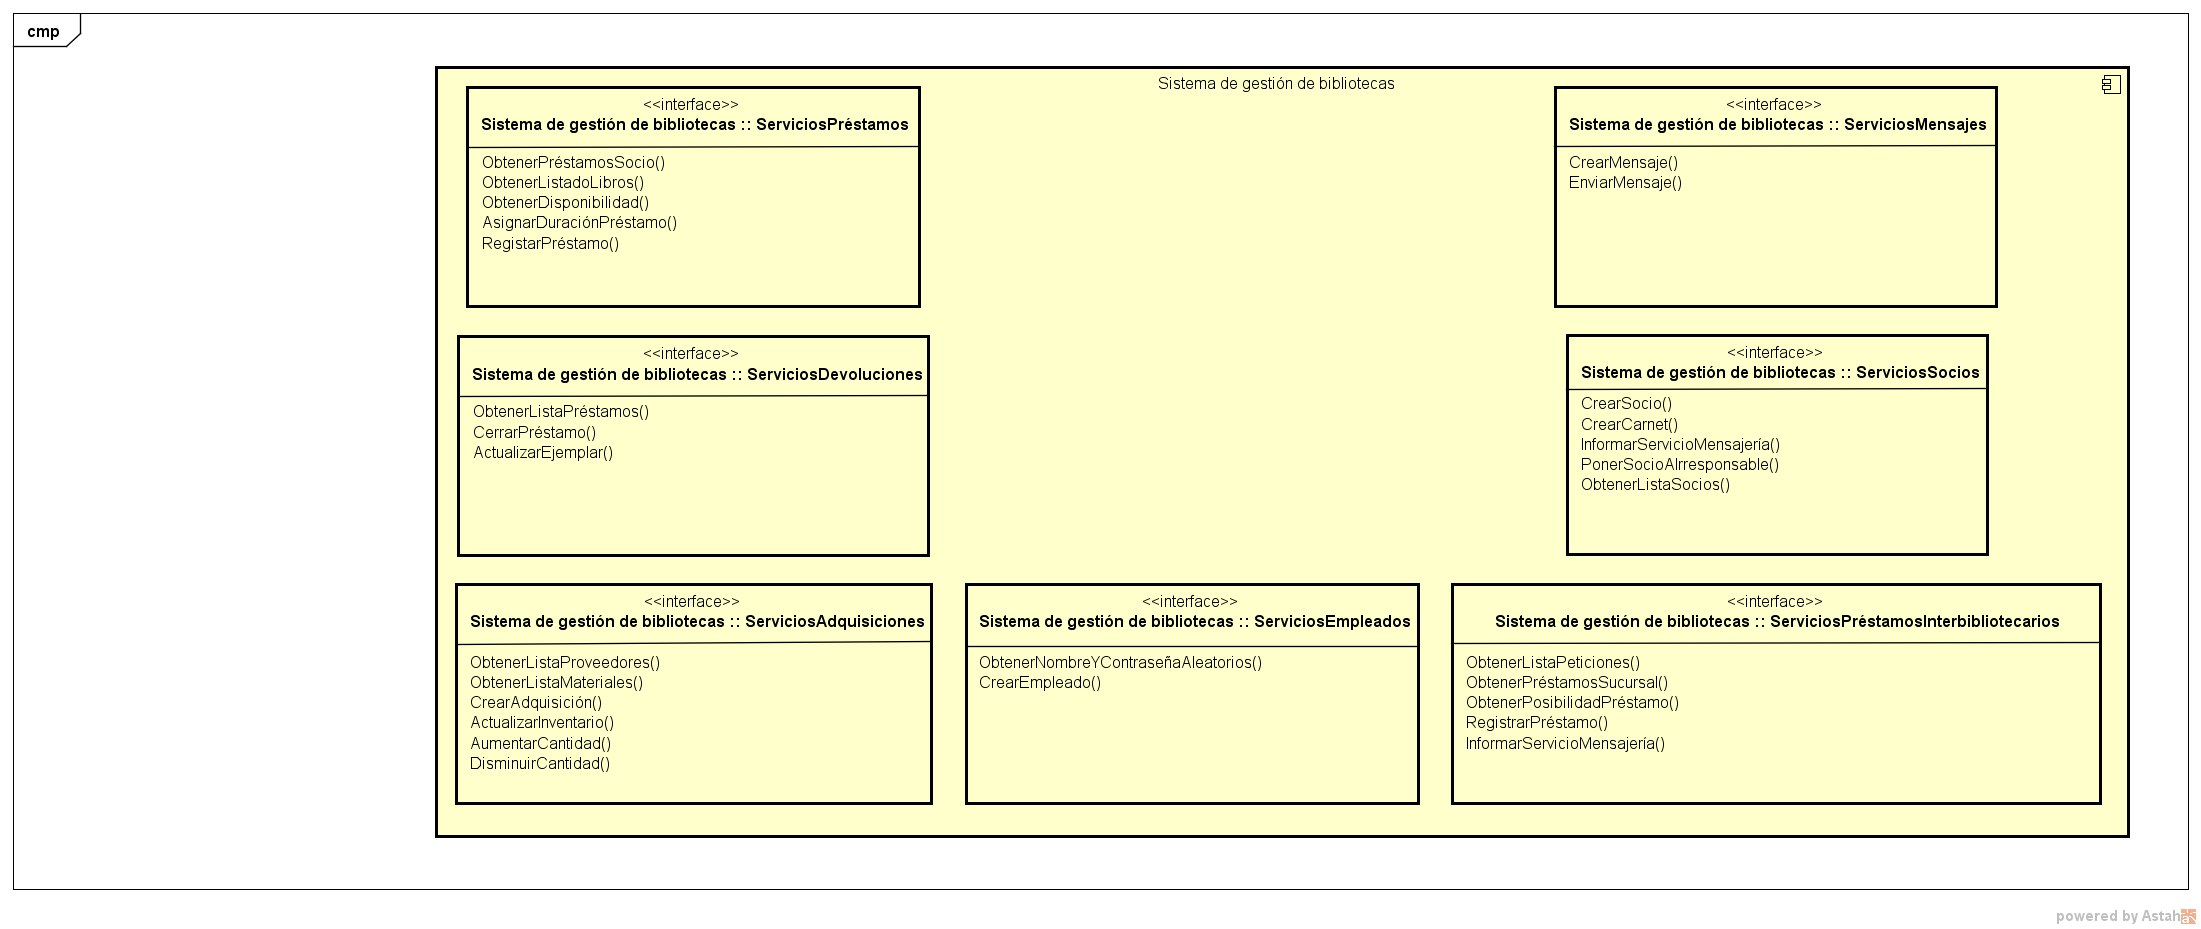 cmp
Sistema de gestión de bibliotecas
<<interface>>
Sistema de gestión de bibliotecas :: ServiciosPréstamos
ObtenerPréstamosSocio()
ObtenerListadoLibros()
ObtenerDisponibilidad()
AsignarDuraciónPréstamo()
RegistarPréstamo()
<<interface>>
Sistema de gestión de bibliotecas :: ServiciosMensajes
CrearMensaje()
EnviarMensaje()
<<interface>>
Sistema de gestión de bibliotecas :: ServiciosDevoluciones
ObtenerListaPréstamos()
CerrarPréstamo()
ActualizarEjemplar()
<<interface>>
Sistema de gestión de bibliotecas :: ServiciosSocios
CrearSocio()
CrearCarnet()
InformarServicioMensajería()
PonerSocioAIrresponsable()
ObtenerListaSocios()
<<interface>>
Sistema de gestión de bibliotecas :: ServiciosAdquisiciones
ObtenerListaProveedores()
ObtenerListaMateriales()
CrearAdquisición()
ActualizarInventario()
AumentarCantidad()
DisminuirCantidad()
<<interface>>
Sistema de gestión de bibliotecas :: ServiciosEmpleados
ObtenerNombreYContraseñaAleatorios()
CrearEmpleado()
<<interface>>
Sistema de gestión de bibliotecas :: ServiciosPréstamosInterbibliotecarios
ObtenerListaPeticiones()
ObtenerPréstamosSucursal()
ObtenerPosibilidadPréstamo()
RegistrarPréstamo()
InformarServicioMensajería()
powered by Astah